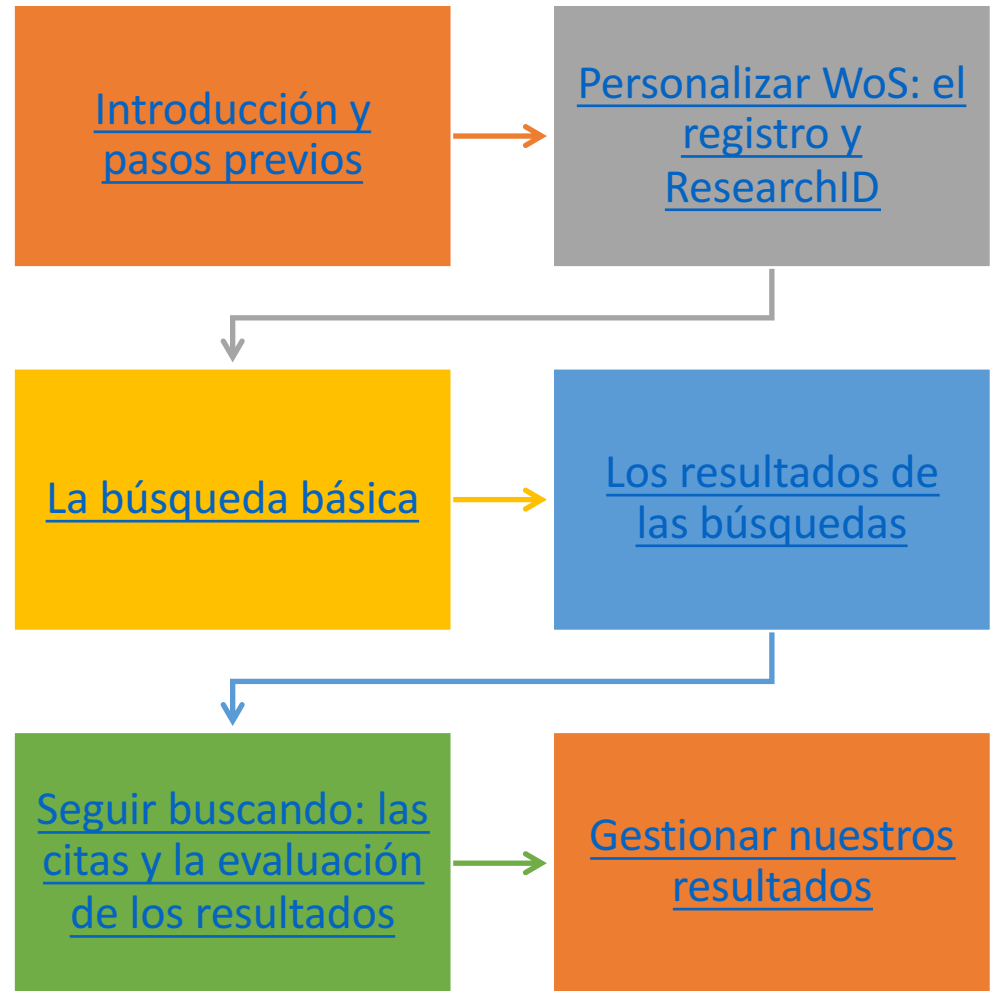 Introducción y
pasos previos
Personalizar WoS: el
registro y
ResearchID
La búsqueda básica
Los resultados de
las búsquedas
Seguir buscando: las
citas y la evaluación
de los resultados
Gestionar nuestros
resultados